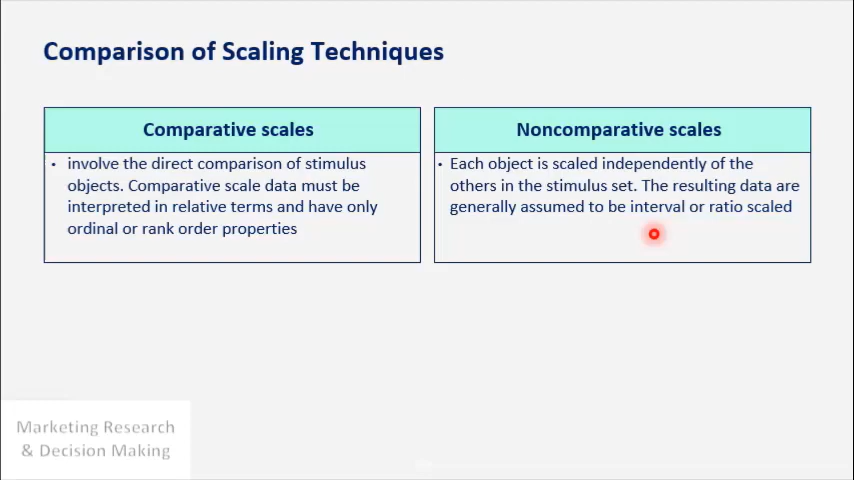 Comparison of Scaling Techniques
Comparative scales
• involve the direct comparison of stimulus
objects. Comparative scale data must be
interpreted in relative terms and have only
ordinal or rank order properties
Noncomparative scales
• Each object is scaled independently of the
others in the stimulus set. The resulting data are
generally assumed to be interval or ratio scaled
Marketing Research
& Decision Making